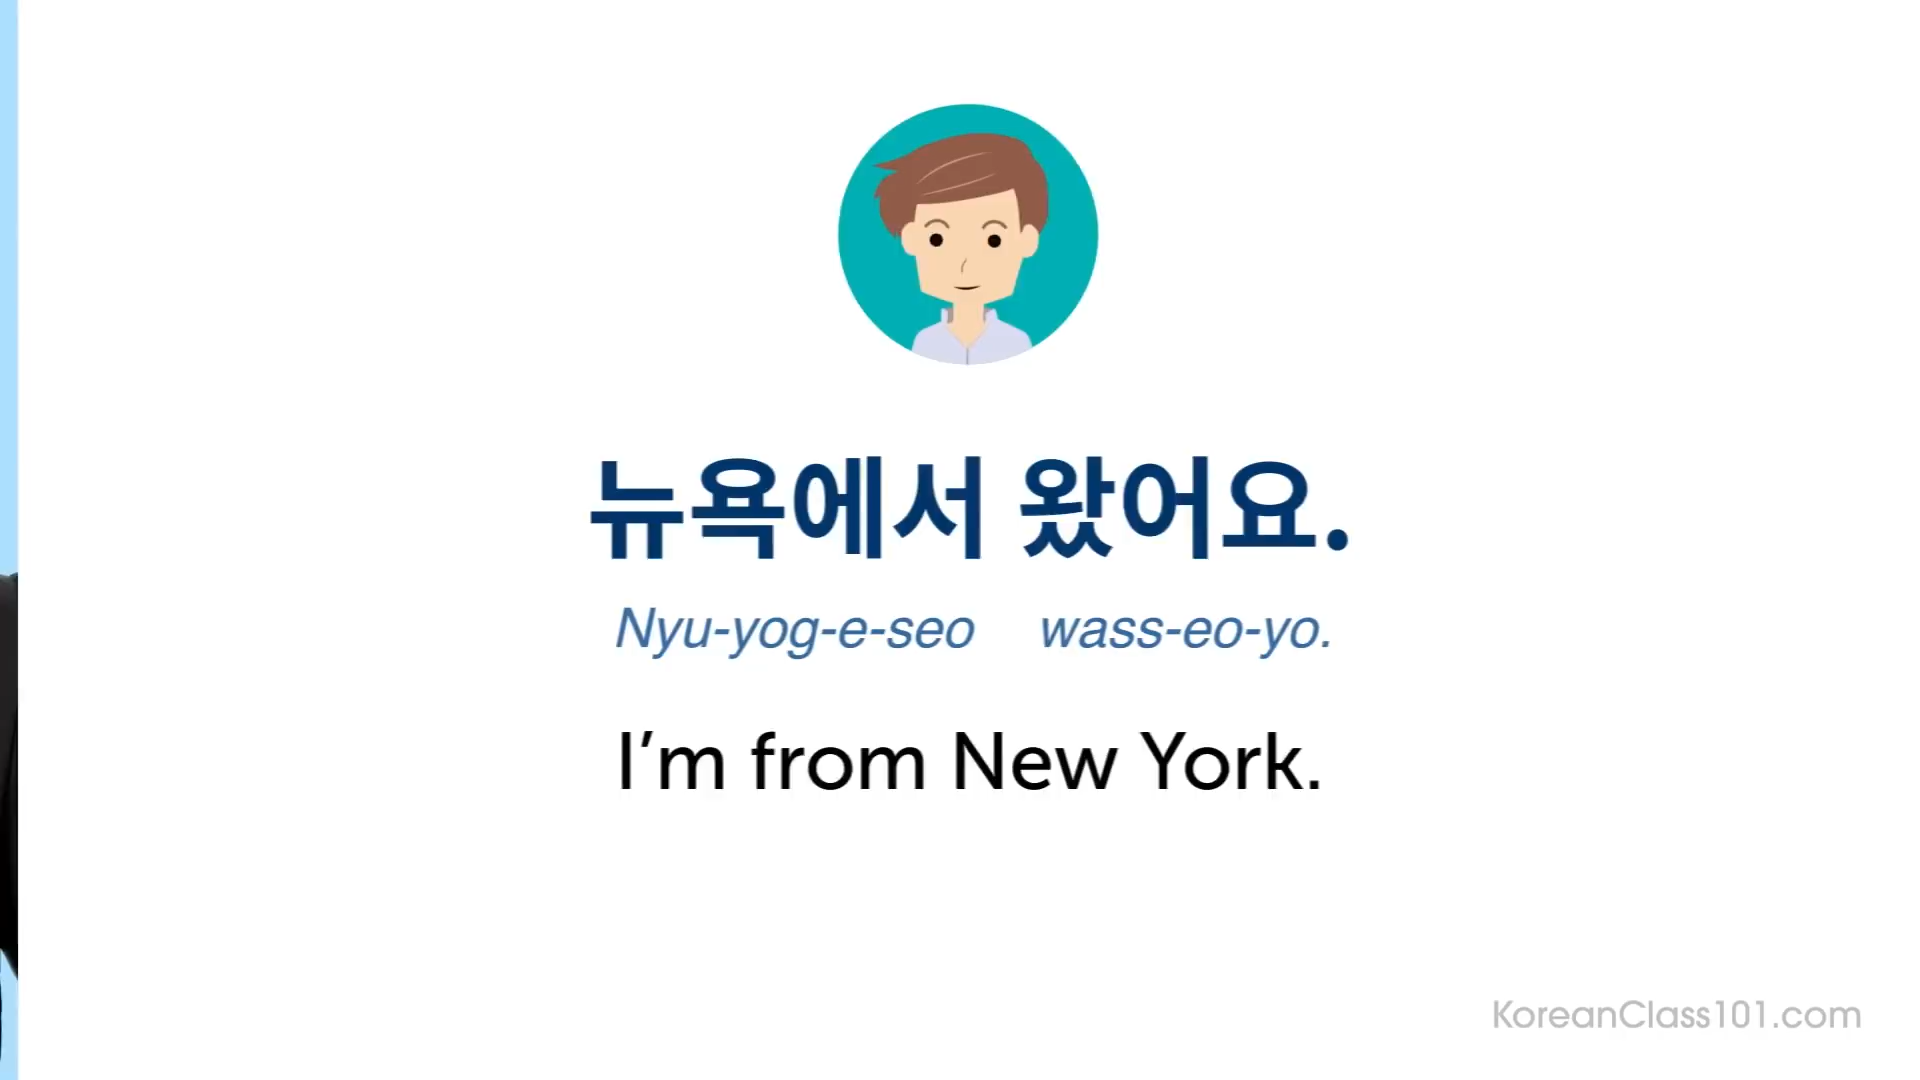 뉴욕에서 왔어요.
Nyu-yog-e-seo wass-eo-yo.
I’m from New York.
KoreanClass101.com